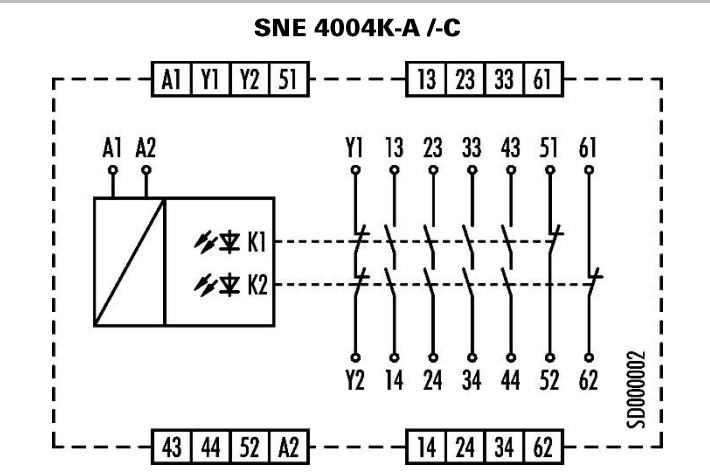 SNE 4004K-A /-C
A1 Y1 Y2 51 13 23 33 61
A1 A2 Y1 13 23 33 43 51 61
K1
K2
Y2 14 24 34 44 52 62
SD000002
43 44 52 A2 14 24 34 62